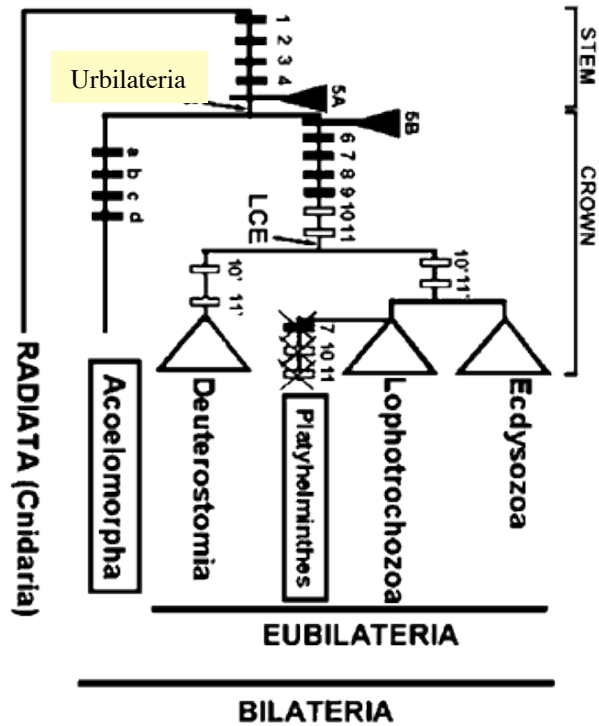 1
2
3
4
STEM
Urbilateria
5A
5B
6
7
8
9
10
11
a
b
c
d
CROWN
LCE
10'
11'
10'
11'
7
10
11
RADIATA (Cnidaria)
Acoelomorpha
Deuterostomia
Platyhelminthes
Lophotrochozoa
Ecdysozoa
EUBILATERIA
BILATERIA